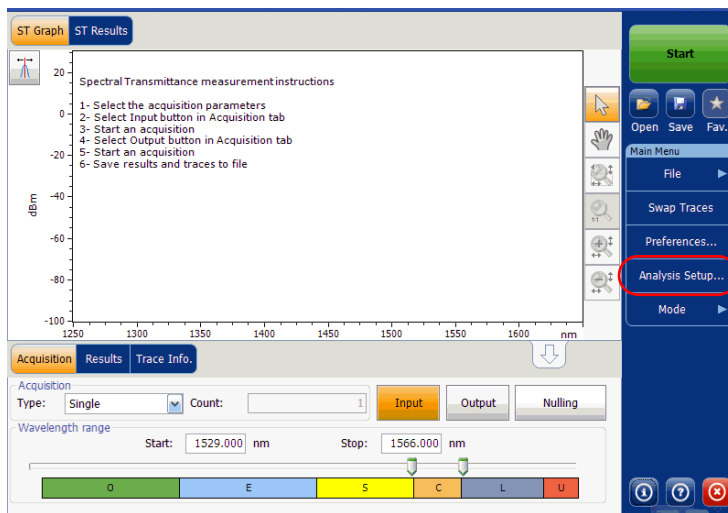 ST Graph ST Results
Start
Open Save Fav.
Main Menu
File
Swap Traces
Preferences...
Analysis Setup...
Mode
Spectral Transmittance measurement instructions
1- Select the acquisition parameters
2- Select Input button in Acquisition tab
3- Start an acquisition
4- Select Output button in Acquisition tab
5- Start an acquisition
6- Save results and traces to file
dBm
20
0
-20
-40
-60
-80
-100
1250 1300 1350 1400 1450 1500 1550 1600 nm
1:1
Acquisition Results Trace Info.
Acquisition
Type: Single Count: 1 Input Output Nulling
Wavelength range
Start: 1529.000 nm Stop: 1566.000 nm
O E S C L U